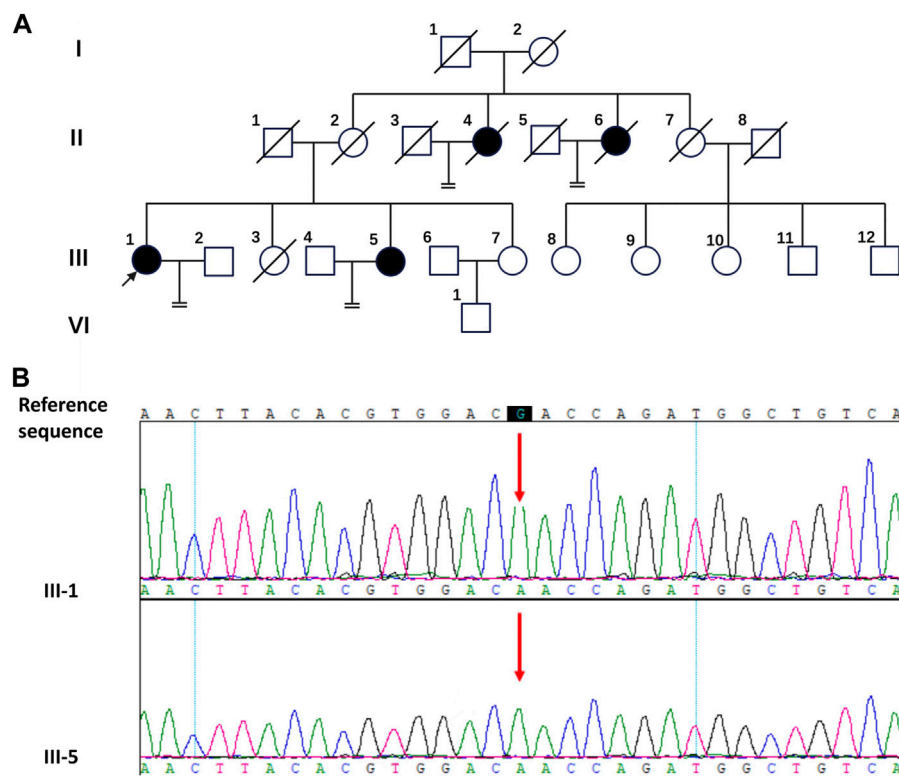 A
I
1 2
II
1 2 3 4 5 6 7 8
III
1 2 3 4 5 6 7 8 9 10 11 12
VI
1
B
Reference sequence
A A C T T A C A C G T G G A C G A C C A G A T G G C T G T C A
III-1
A A C T T A C A C G T G G A C A A C C A G A T G G C T G T C A
III-5
A A C T T A C A C G T G G A C A A C C A G A T G G C T G T C A